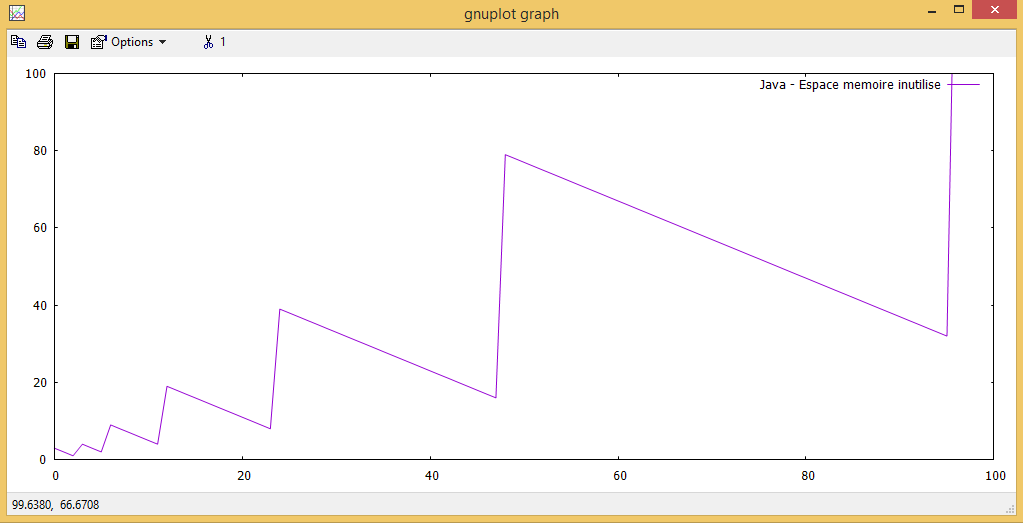 gnuplot graph
Options 1
Java - Espace memoire inutilise
100
80
60
40
20
0
0 20 40 60 80 100
99.6380, 66.6708